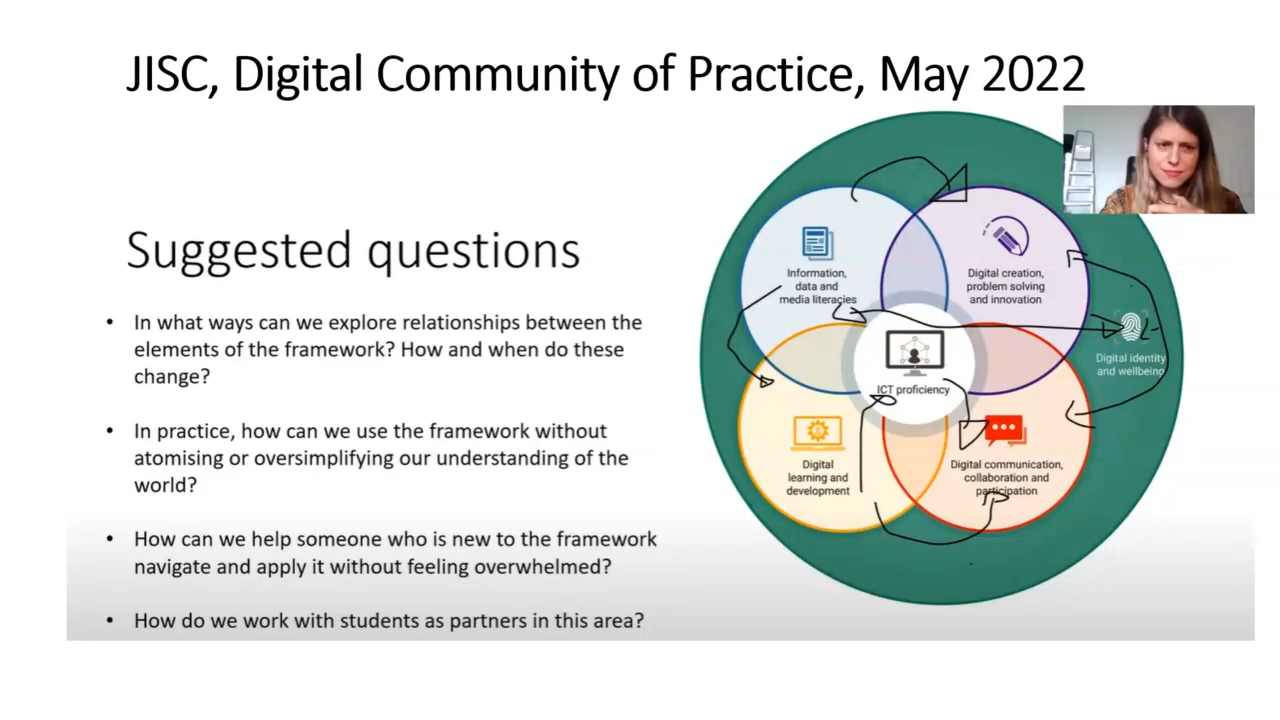 JISC, Digital Community of Practice, May 2022
Suggested questions
• In what ways can we explore relationships between the
elements of the framework? How and when do these
change?
• In practice, how can we use the framework without
atomising or oversimplifying our understanding of the
world?
• How can we help someone who is new to the framework
navigate and apply it without feeling overwhelmed?
• How do we work with students as partners in this area?
Information,
data and
media literacies
Digital creation,
problem solving
and innovation
Digital identity
and wellbeing
ICT proficiency
Digital
learning and
development
Digital communication,
collaboration and
participation